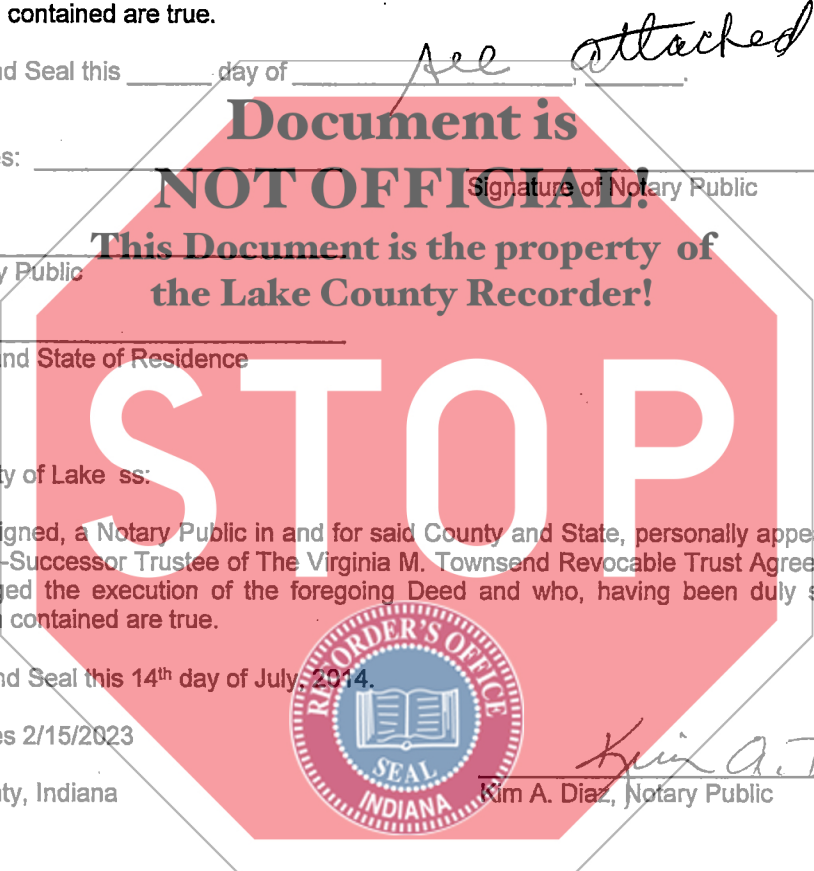 contained are true.
nd Seal this ______ day of see attached
Document is
s:
NOT OFFICIAL!
Signature of Notary Public
This Document is the property of
y Public
the Lake County Recorder!
nd State of Residence
STOP
ty of Lake ss:
igned, a Notary Public in and for said County and State, personally appe
-Successor Trustee of The Virginia M. Townsend Revocable Trust Agree
ged the execution of the foregoing Deed and who, having been duly s
contained are true.
nd Seal this 14th day of July, 2014.
RECORDER'S OFFICE
es 2/15/2023
SEAL
INDIANA
Kim A.
ty, Indiana
Kim A. Diaz, Notary Public